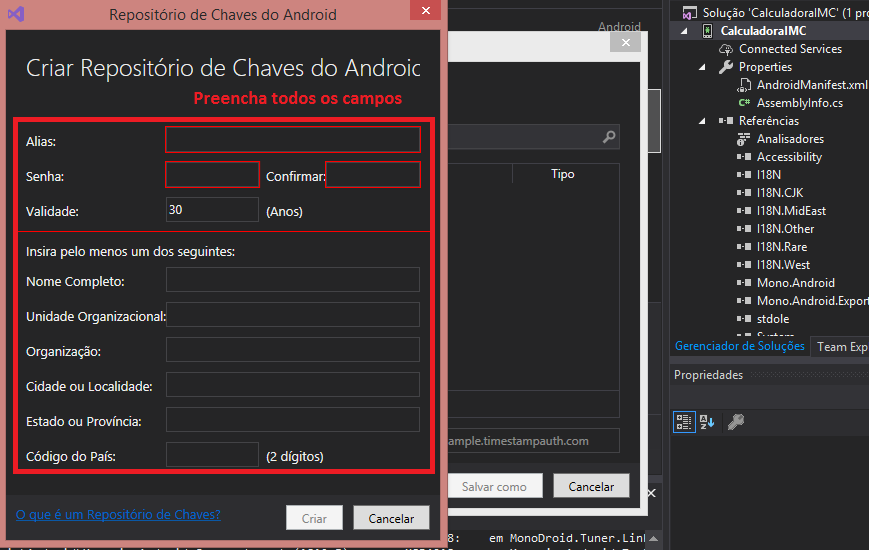 Repositório de Chaves do Android
Criar Repositório de Chaves do Android
Preencha todos os campos
Alias:
Senha:
Confirmar:
Validade:
30
(Anos)
Insira pelo menos um dos seguintes:
Nome Completo:
Unidade Organizacional:
Organização:
Cidade ou Localidade:
Estado ou Província:
Código do País:
(2 dígitos)
O que é um Repositório de Chaves?
Criar
Cancelar
Android
Tipo
ample.timestampauth.com
Salvar como
Cancelar
8: em MonoDroid.Tuner.Link
Solução 'CalculadoraIMC' (1 pro
CalculadoraIMC
Connected Services
Properties
AndroidManifest.xml
AssemblyInfo.cs
Referências
Analisadores
Accessibility
I18N
I18N.CJK
I18N.MidEast
I18N.Other
I18N.Rare
I18N.West
Mono.Android
Mono.Android.Export
stdole
Gerenciador de Soluções
Team Exp
Propriedades